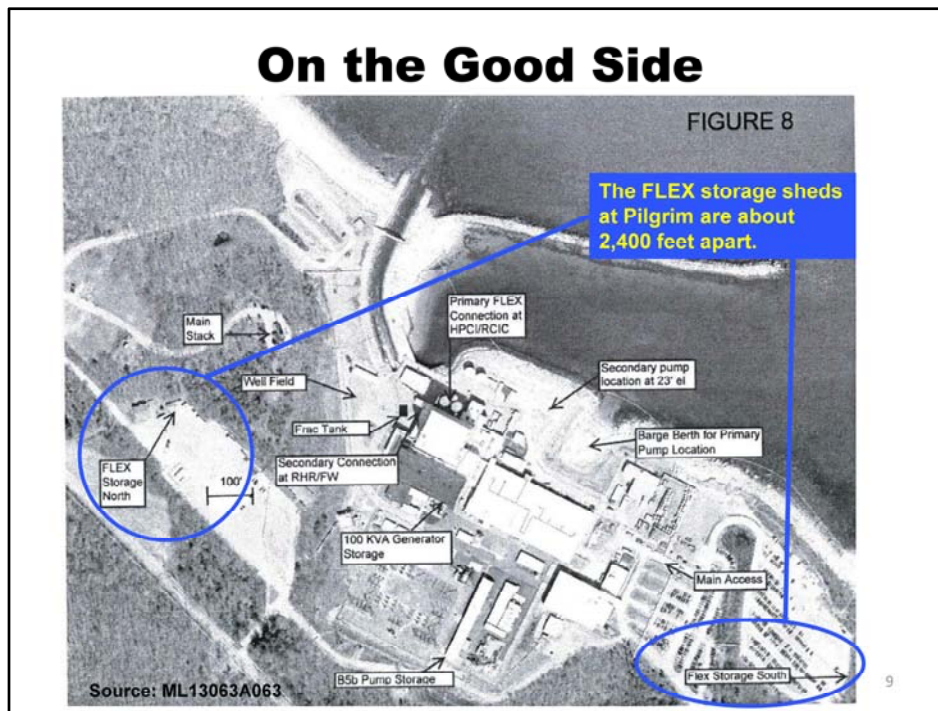 On the Good Side
FIGURE 8
The FLEX storage sheds
at Pilgrim are about
2,400 feet apart.
Primary FLEX
Connection at
HPCI/RCIC
Main
Stack
Secondary pump
location at 23' el
Well Field
Frac Tank
Barge Berth for Primary
Pump Location
Secondary Connection
at RHR/FW
FLEX
Storage
North
100'
100 KVA Generator
Storage
Main Access
B5b Pump Storage
Flex Storage South
Source: ML13063A063
9